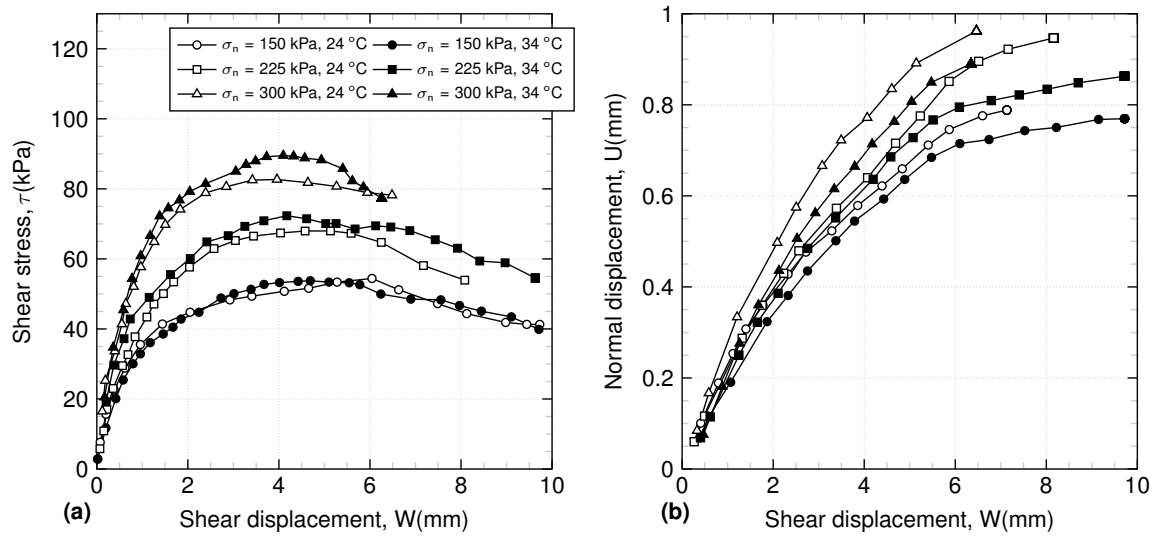 120
100
80
60
40
20
0
Shear stress, τ(kPa)
σn = 150 kPa, 24 °C
σn = 150 kPa, 34 °C
σn = 225 kPa, 24 °C
σn = 225 kPa, 34 °C
σn = 300 kPa, 24 °C
σn = 300 kPa, 34 °C
0 2 4 6 8 10
(a)
Shear displacement, W(mm)
1
0.8
0.6
0.4
0.2
0
Normal displacement, U(mm)
0 2 4 6 8 10
(b)
Shear displacement, W(mm)